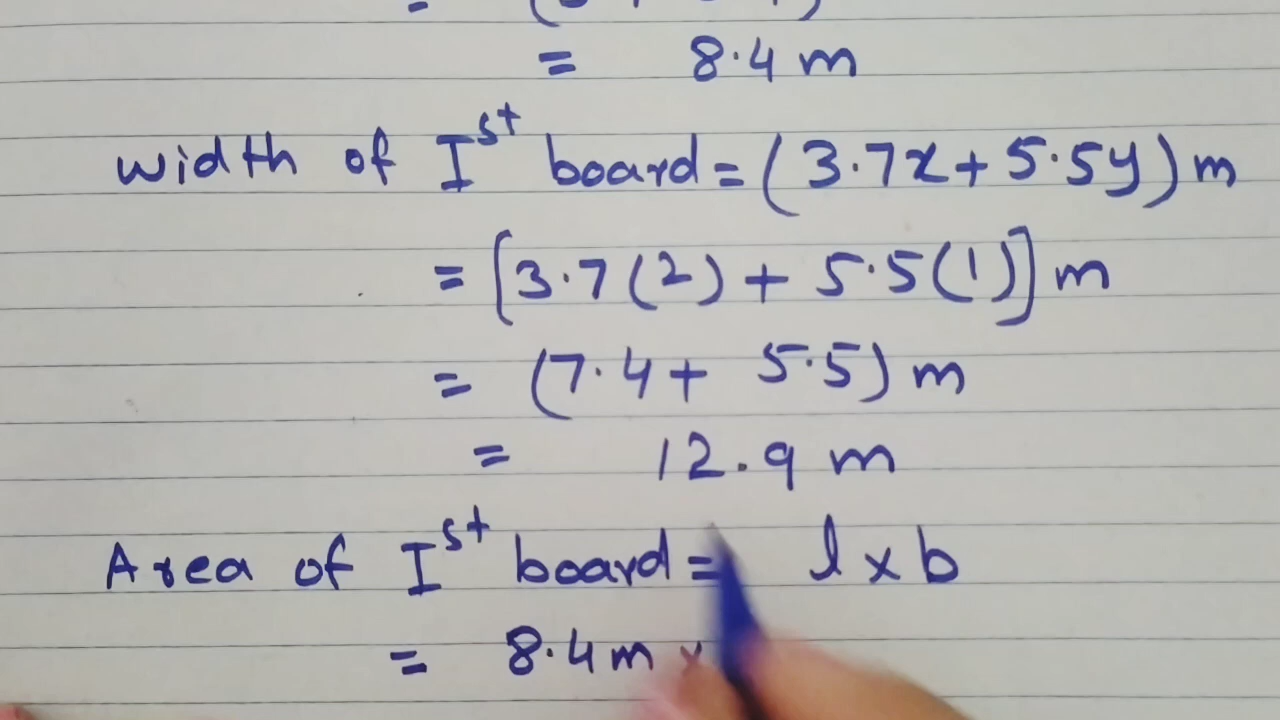 = 8.4 m
width of Ist board = (3.7x + 5.5y) m
= [3.7(2) + 5.5(1)] m
= (7.4 + 5.5) m
= 12.9 m
Area of Ist board = l x b
= 8.4 m x